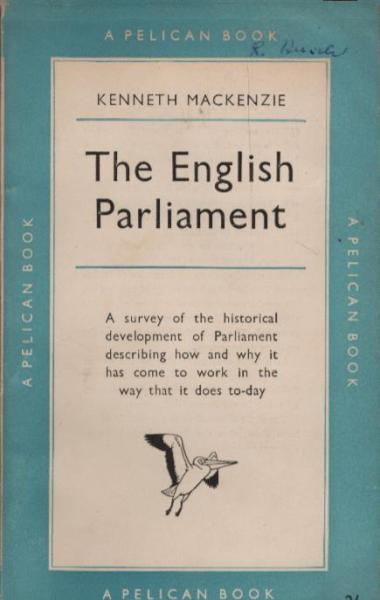 A PELICAN BOOK
KENNETH MACKENZIE
The English
Parliament
A survey of the historical
development of Parliament
describing how and why it
has come to work in the
way that it does to-day
A PELICAN BOOK
A PELICAN BOOK
A PELICAN BOOK